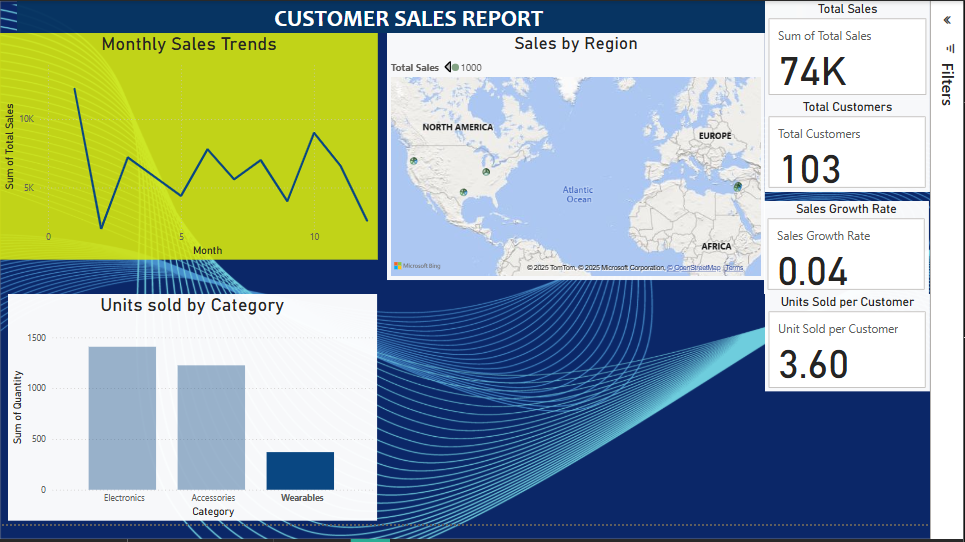 CUSTOMER SALES REPORT
Monthly Sales Trends
Sum of Total Sales
10K
5K
0
5
10
Month
Sales by Region
Total Sales
1000
NORTH AMERICA
EUROPE
Atlantic
Ocean
AFRICA
Microsoft Bing
© 2025 TomTom, © 2025 Microsoft Corporation, © OpenStreetMap Terms
Total Sales
Sum of Total Sales
74K
Total Customers
Total Customers
103
Sales Growth Rate
Sales Growth Rate
0.04
Units Sold per Customer
Unit Sold per Customer
3.60
Filters
Units sold by Category
Sum of Quantity
1500
1000
500
0
Electronics
Accessories
Wearables
Category